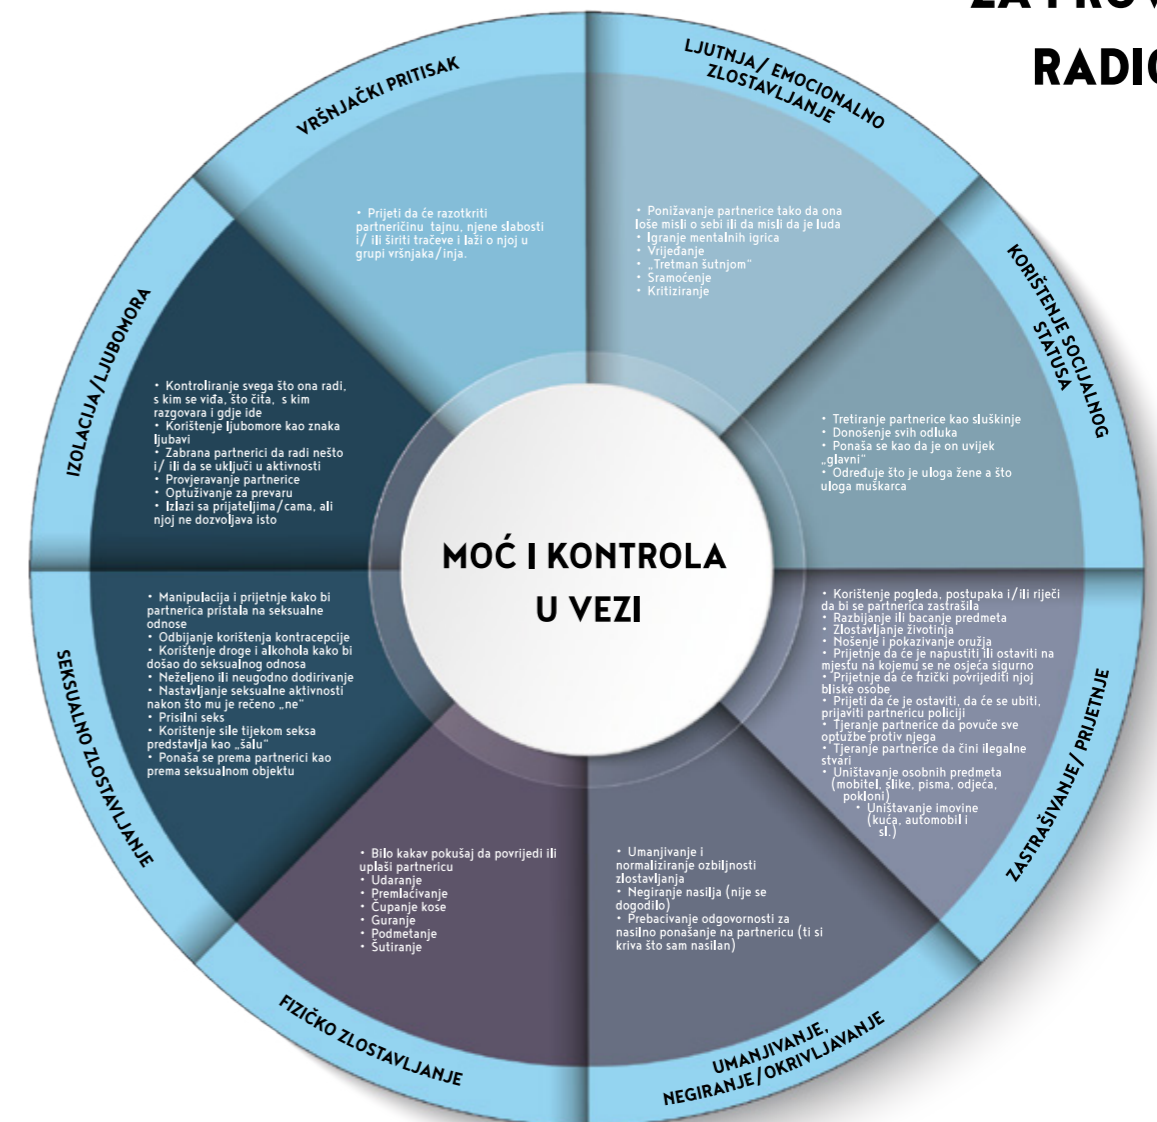 RADIO
VRŠNJAČKI PRITISAK
• Prijeti da će razotkriti
partneričinu tajnu, njene slabosti
i/ ili širiti tračeve i laži o njoj u
grupi vršnjaka/inja.
LJUTNJA/ EMOCIONALNO
ZLOSTAVLJANJE
• Ponižavanje partnerice tako da ona
loše misli o sebi ili da misli da je luda
• Igranje mentalnih igrica
• Vrijeđanje
• „Tretman šutnjom“
• Sramoćenje
• Kritiziranje
KORIŠTENJE SOCIJALNOG
STATUSA
• Tretiranje partnerice kao sluškinje
• Donošenje svih odluka
• Ponaša se kao da je on uvijek
„glavni“
• Određuje što je uloga žene a što
uloga muškarca
ZASTRAŠIVANJE/ PRIJETNJE
• Korištenje pogleda, postupaka i/ili riječi
da bi se partnerica zastrašila
• Razbijanje ili bacanje predmeta
• Zlostavljanje životinja
• Nošenje i pokazivanje oružja
• Prijetnje da će je napustiti ili ostaviti na
mjestu na kojemu se ne osjeća sigurno
• Prijetnje da će fizički povrijediti njoj
bliske osobe
• Prijeti da će je ostaviti, da će se ubiti,
prijaviti partnericu policiji
• Tjeranje partnerice da povuče sve
optužbe protiv njega
• Tjeranje partnerice da čini ilegalne
stvari
• Uništavanje osobnih predmeta
(mobitel, slike, pisma, odjeća,
pokloni)
• Uništavanje imovine
(kuća, automobil i
sl.)
UMANJIVANJE,
NEGIRANJE/OKRIVLJAVANJE
• Umanjivanje i
normaliziranje ozbiljnosti
zlostavljanja
• Negiranje nasilja (nije se
dogodilo)
• Prebacivanje odgovornosti za
nasilno ponašanje na partnericu (ti si
kriva što sam nasilan)
FIZIČKO ZLOSTAVLJANJE
• Bilo kakav pokušaj da povrijedi ili
uplaši partnericu
• Udaranje
• Premlaćivanje
• Čupanje kose
• Guranje
• Podmetanje
• Šutiranje
SEKSUALNO ZLOSTAVLJANJE
• Manipulacija i prijetnje kako bi
partnerica pristala na seksualne
odnose
• Odbijanje korištenja kontracepcije
• Korištenje droge i alkohola kako bi
došao do seksualnog odnosa
• Neželjeno ili neugodno dodirivanje
• Nastavljanje seksualne aktivnosti
nakon što mu je rečeno „ne“
• Prisilni seks
• Korištenje sile tijekom seksa
predstavlja kao „šalu“
• Ponaša se prema partnerici kao
prema seksualnom objektu
IZOLACIJA/LJUBOMORA
• Kontroliranje svega što ona radi,
s kim se viđa, što čita, s kim
razgovara i gdje ide
• Korištenje ljubomore kao znaka
ljubavi
• Zabrana partnerici da radi nešto
i/ ili da se uključi u aktivnosti
• Provjeravanje partnerice
• Optuživanje za prevaru
• Izlazi sa prijateljima/cama, ali
njoj ne dozvoljava isto
MOĆ I KONTROLA
U VEZI